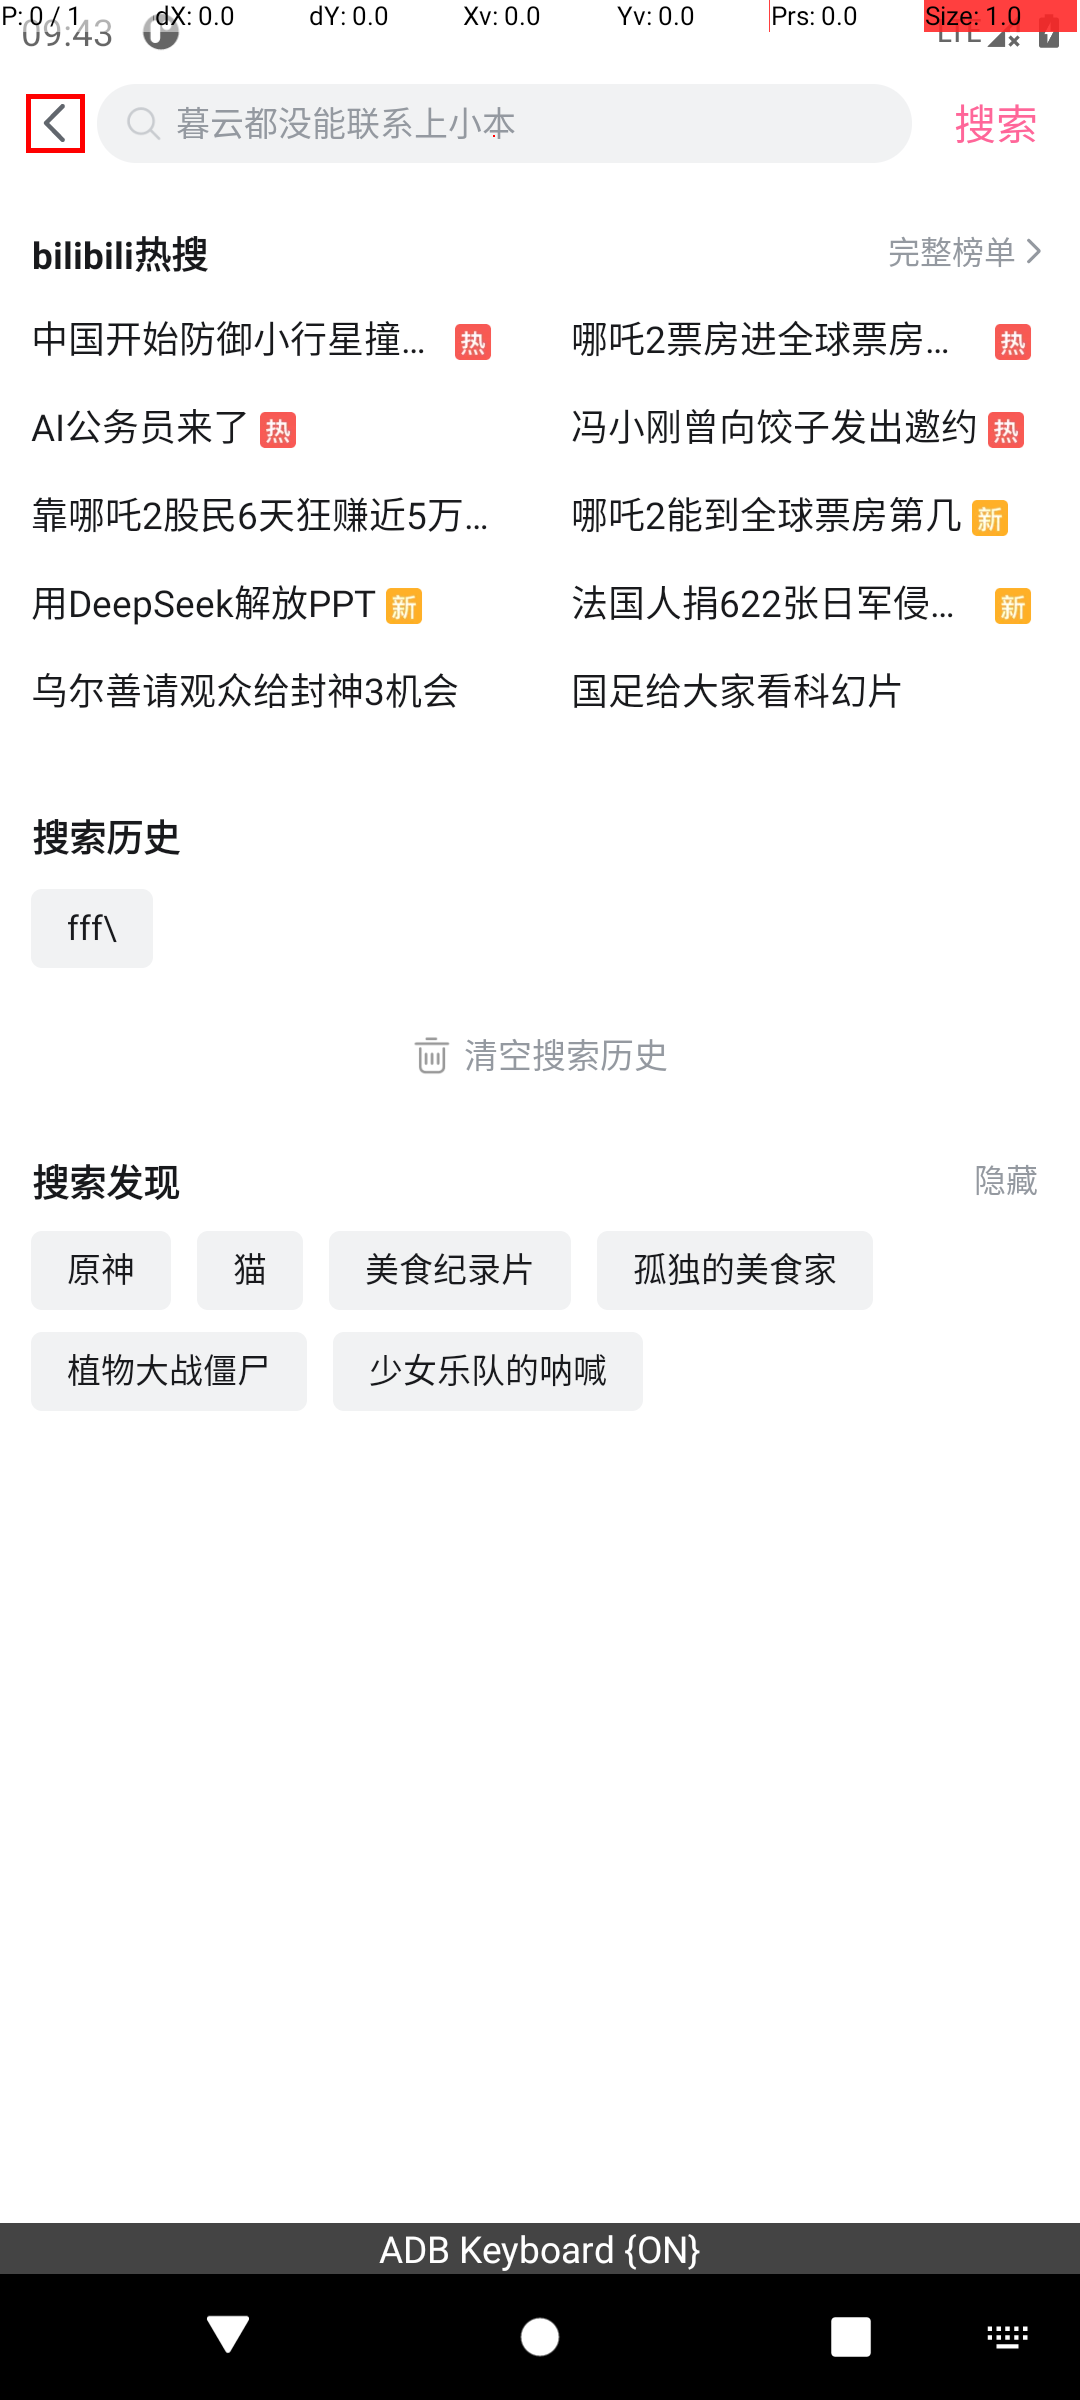 P: 0 / 1 dX: 0.0 dY: 0.0 Xv: 0.0 Yv: 0.0 Prs: 0.0 Size: 1.0
09:43 LTE
暮云都没能联系上小本 搜索
bilibili热搜 完整榜单
中国开始防御小行星撞... 热 哪吒2票房进全球票房... 热
AI公务员来了 热 冯小刚曾向饺子发出邀约 热
靠哪吒2股民6天狂赚近5万... 哪吒2能到全球票房第几 新
用DeepSeek解放PPT 新 法国人捐622张日军侵... 新
乌尔善请观众给封神3机会 国足给大家看科幻片
搜索历史
fff\
清空搜索历史
搜索发现 隐藏
原神 猫 美食纪录片 孤独的美食家
植物大战僵尸 少女乐队的呐喊
ADB Keyboard {ON}